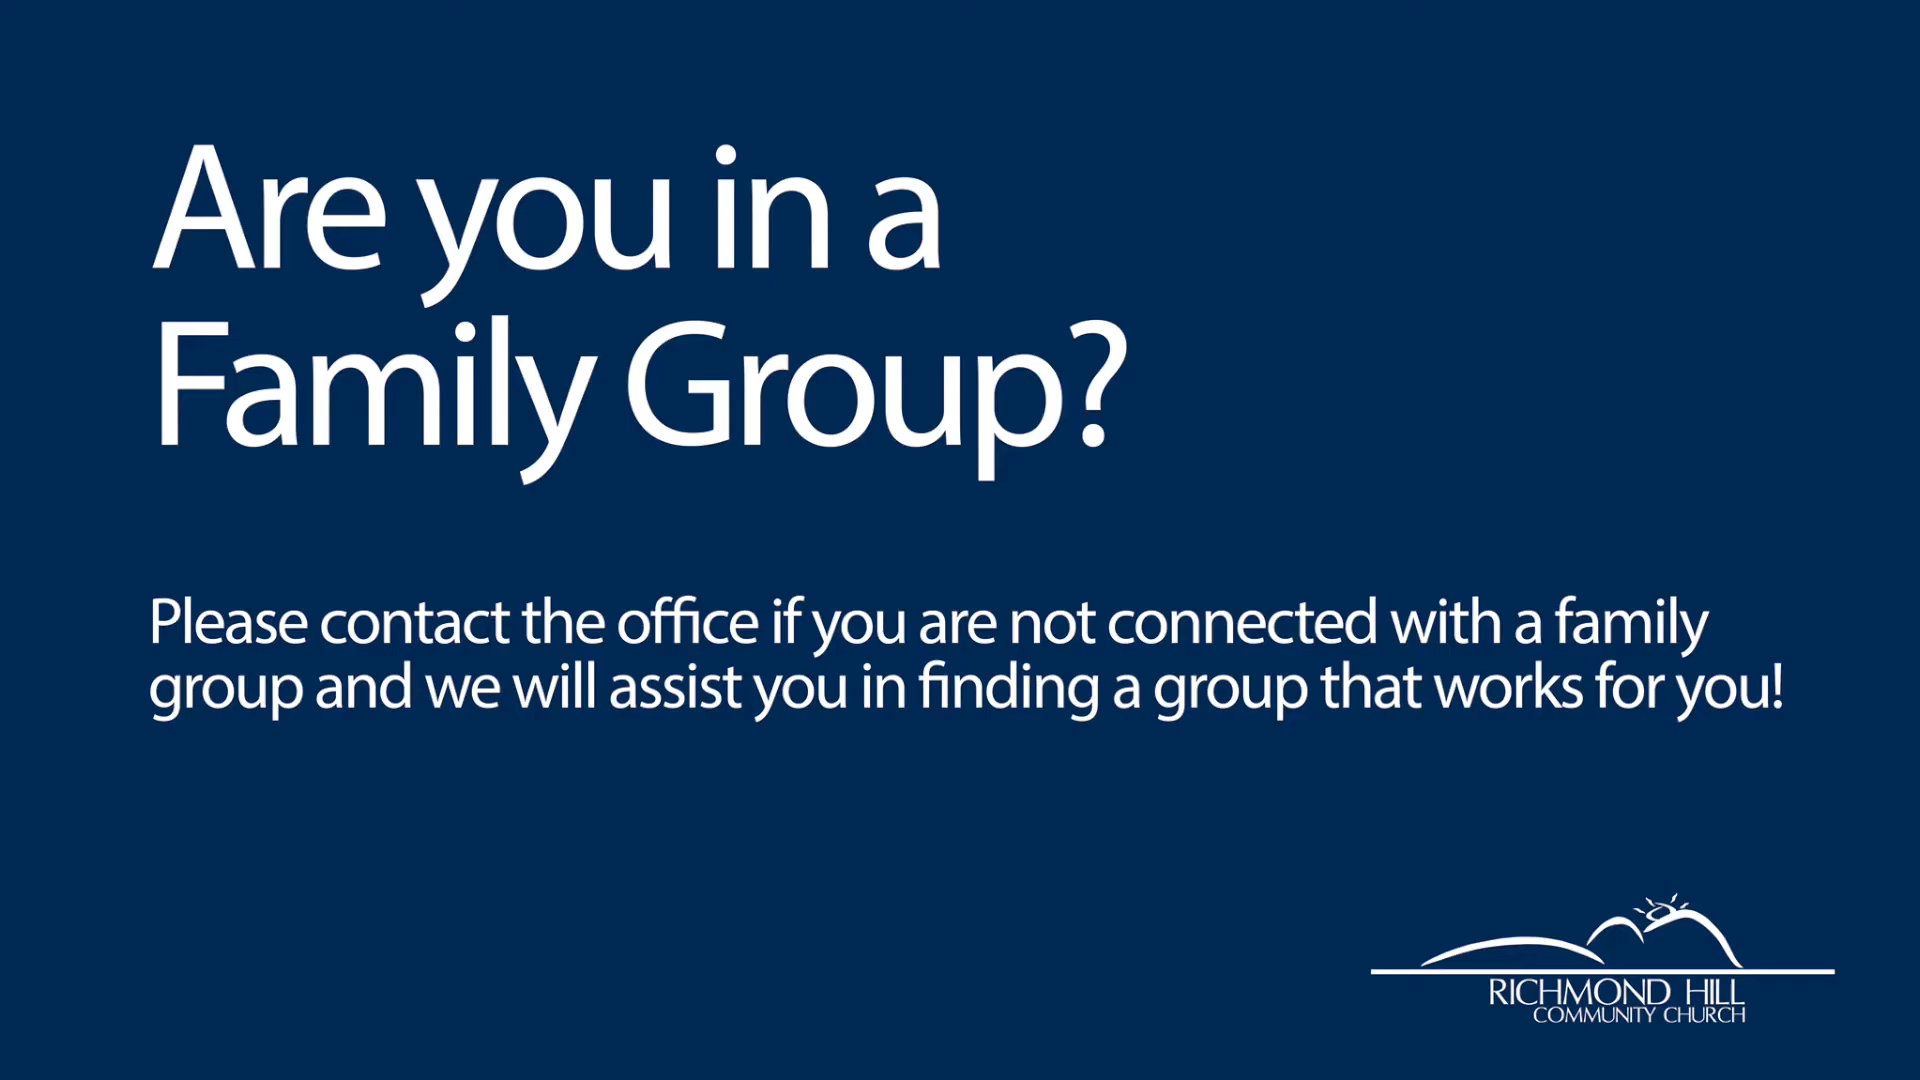 Are you in a
Family Group?
Please contact the office if you are not connected with a family
group and we will assist you in finding a group that works for you!
RICHMOND HILL
COMMUNITY CHURCH